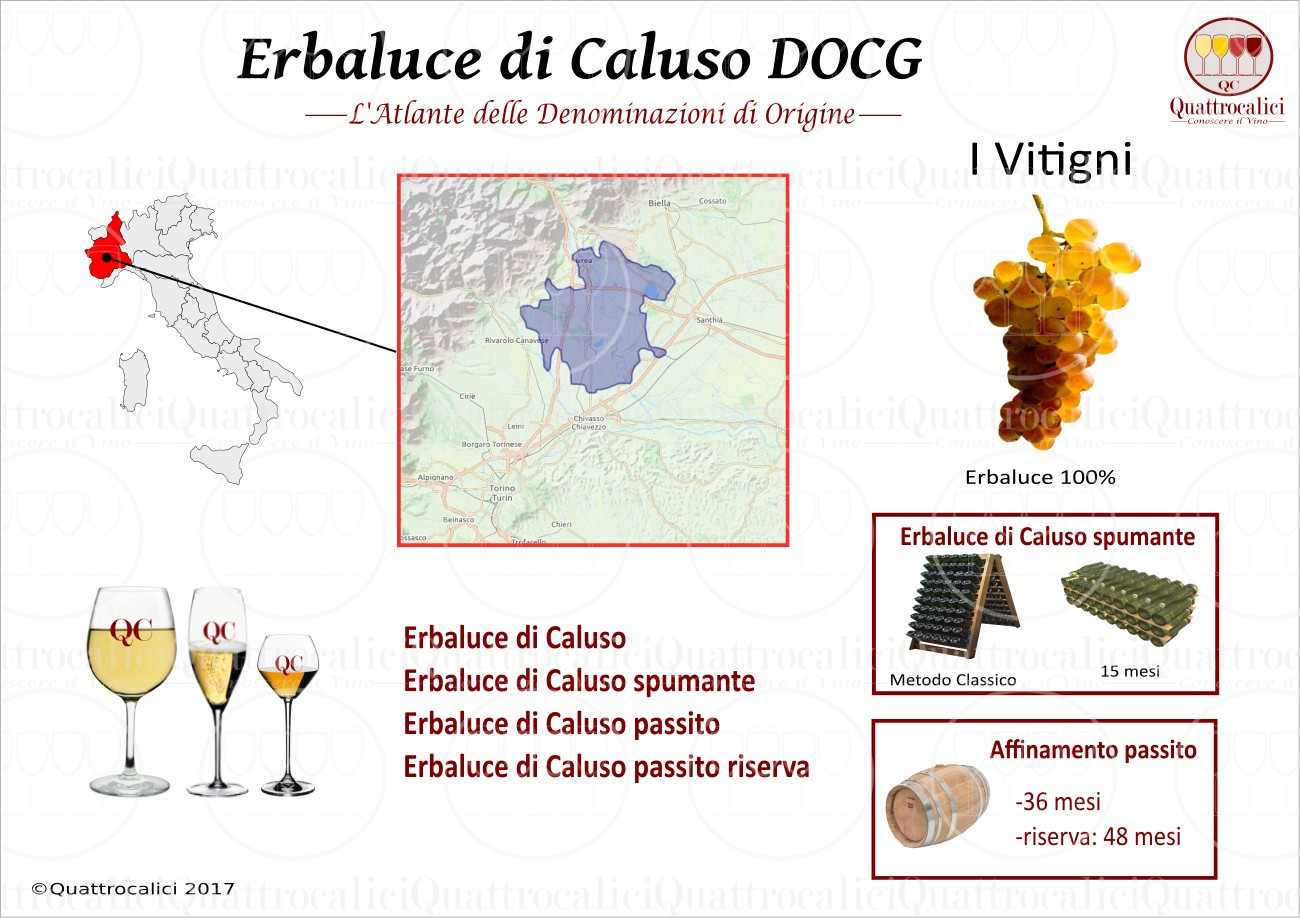 Erbaluce di Caluso DOCG
L'Atlante delle Denominazioni di Origine
QC
Quattrocalici
Conoscere il Vino
I Vitigni
Biella
Cossato
Santhià
Rivarolo Canavese
ase Furno
Ciriè
Chivasso
Chiavezzo
Leini
Borgaro Torinese
Alpignano
Torino
Turin
Beinasco
Chieri
ossasco
Trofarello
Erbaluce 100%
Erbaluce di Caluso spumante
Metodo Classico
15 mesi
QC
QC
QC
Erbaluce di Caluso
Erbaluce di Caluso spumante
Erbaluce di Caluso passito
Erbaluce di Caluso passito riserva
Affinamento passito
-36 mesi
-riserva: 48 mesi
©Quattrocalici 2017